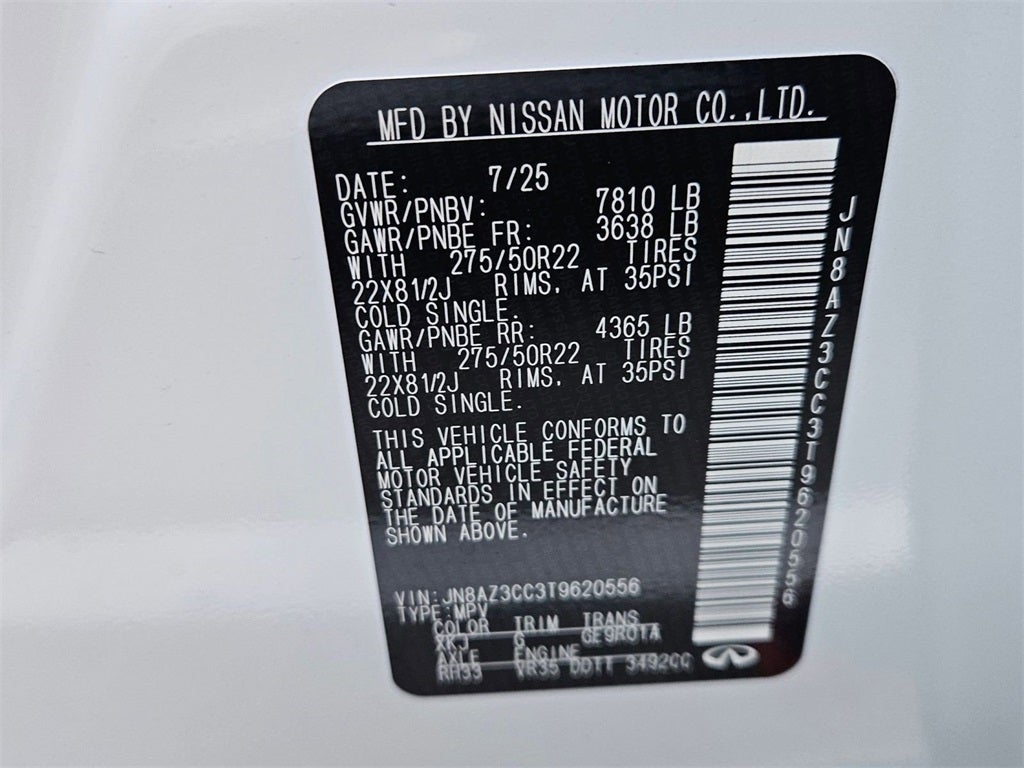 MFD BY NISSAN MOTOR CO.,LTD.
DATE: 7/25
GVWR/PNBV: 7810 LB
GAWR/PNBE FR: 3638 LB
WITH 275/50R22 TIRES
22X81/2J RIMS, AT 35PSI
COLD SINGLE.
GAWR/PNBE RR: 4365 LB
WITH 275/50R22 TIRES
22X81/2J RIMS, AT 35PSI
COLD SINGLE.
THIS VEHICLE CONFORMS TO
ALL APPLICABLE FEDERAL
MOTOR VEHICLE SAFETY
STANDARDS IN EFFECT ON
THE DATE OF MANUFACTURE
SHOWN ABOVE.
VIN:JN8AZ3CC3T9620556
TYPE:MPV
COLOR TRIM TRANS
XKJ G GE9R01A
AXLE ENGINE
RH33 VR35 DDTT 3492CC
JN8AZ3CC3T9620556